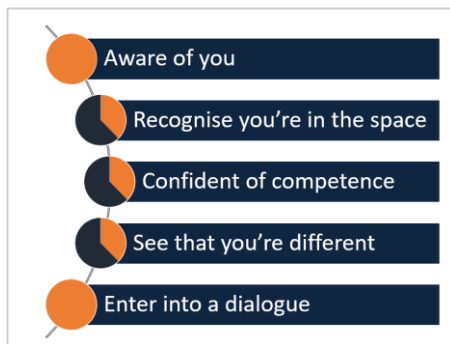 Aware of you
Recognise you're in the space
Confident of competence
See that you're different
Enter into a dialogue